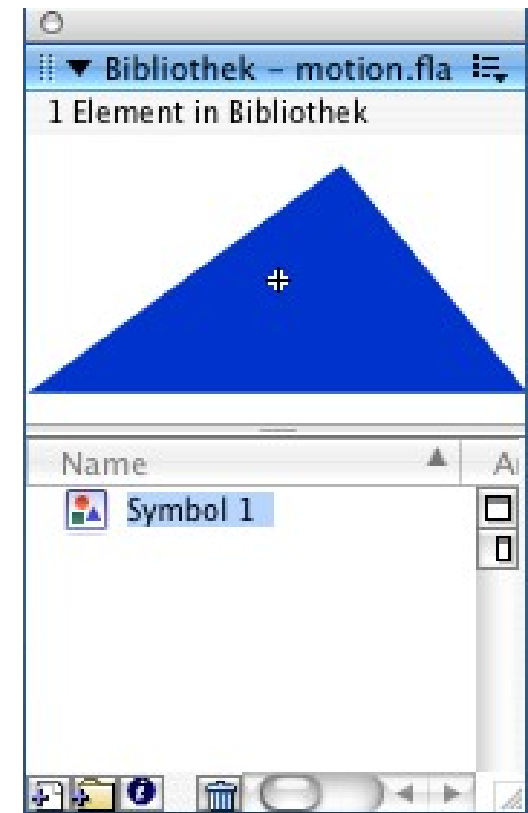 Bibliothek – motion.fla
1 Element in Bibliothek
Name
Symbol 1